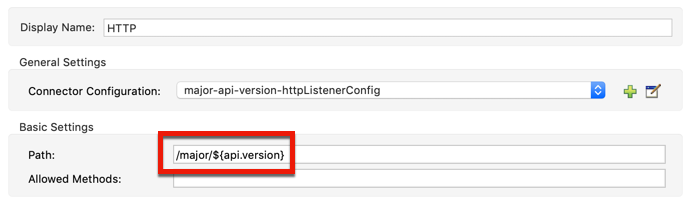 Display Name: HTTP
General Settings
Connector Configuration: major-api-version-httpListenerConfig
Basic Settings
Path: /major/${api.version}
Allowed Methods: